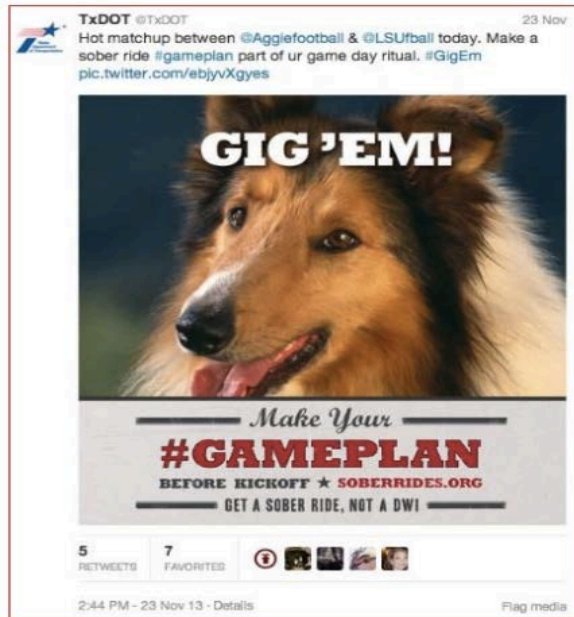 TxDOT @TxDOT 23 Nov
Hot matchup between @Aggiefootball & @LSUfball today. Make a
sober ride #gameplan part of ur game day ritual. #GigEm
pic.twitter.com/ebjyvXgyes
GIG 'EM!
Make Your
#GAMEPLAN
BEFORE KICKOFF ★ SOBERRIDES.ORG
GET A SOBER RIDE, NOT A DWI
5 7
RETWEETS FAVORITES
2:44 PM - 23 Nov 13 · Details Flag media